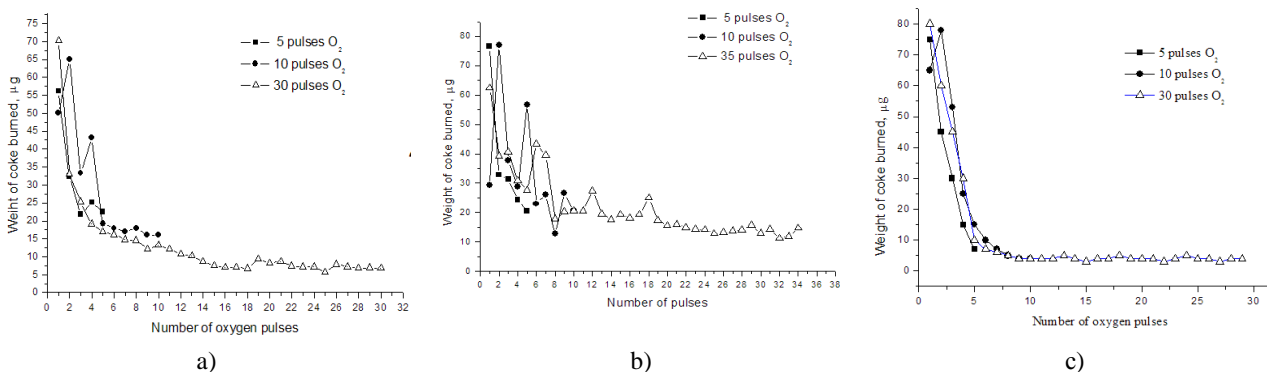 75
70
65
60
55
50
45
40
35
30
25
20
15
10
5
0
Weiht of coke burned, µg
5 pulses O₂
10 pulses O₂
30 pulses O₂
0 2 4 6 8 10 12 14 16 18 20 22 24 26 28 30 32
Number of oxygen pulses
a)
80
60
40
20
0
Weight of coke burned, µg
5 pulses O₂
10 pulses O₂
35 pulses O₂
0 2 4 6 8 10 12 14 16 18 20 22 24 26 28 30 32 34 36 38
Number of pulses
b)
80
70
60
50
40
30
20
10
0
Weight of coke burned, µg
5 pulses O₂
10 pulses O₂
30 pulses O₂
0 5 10 15 20 25 30
Number of oxygen pulses
c)